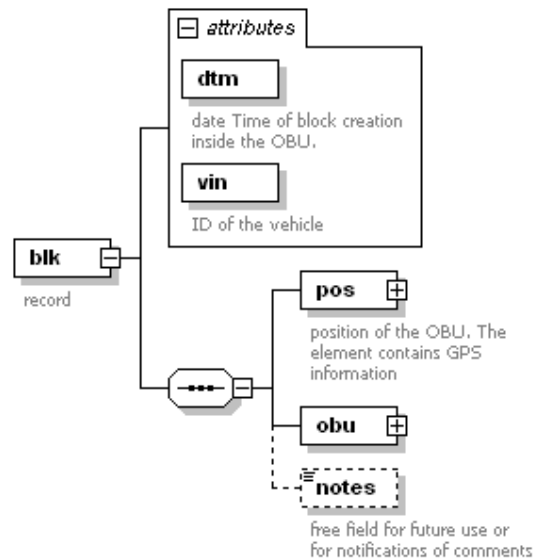 attributes
dtm
date Time of block creation
inside the OBU.
vin
ID of the vehicle
blk
record
pos
position of the OBU. The
element contains GPS
information
obu
notes
free field for future use or
for notifications of comments